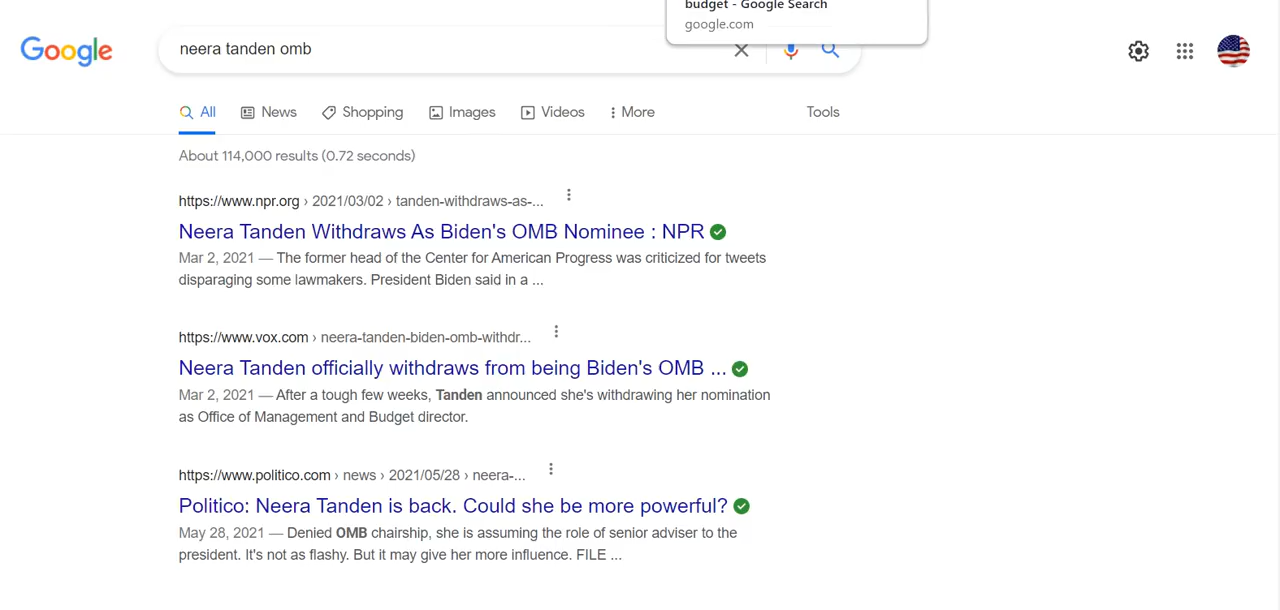 budget - Google Search
google.com
Google
neera tanden omb
All
News
Shopping
Images
Videos
More
Tools
About 114,000 results (0.72 seconds)
https://www.npr.org › 2021/03/02 › tanden-withdraws-as-...
Neera Tanden Withdraws As Biden's OMB Nominee : NPR
Mar 2, 2021 — The former head of the Center for American Progress was criticized for tweets
disparaging some lawmakers. President Biden said in a ...
https://www.vox.com › neera-tanden-biden-omb-withdr...
Neera Tanden officially withdraws from being Biden's OMB ...
Mar 2, 2021 — After a tough few weeks, Tanden announced she's withdrawing her nomination
as Office of Management and Budget director.
https://www.politico.com › news › 2021/05/28 › neera-...
Politico: Neera Tanden is back. Could she be more powerful?
May 28, 2021 — Denied OMB chairship, she is assuming the role of senior adviser to the
president. It's not as flashy. But it may give her more influence. FILE ...